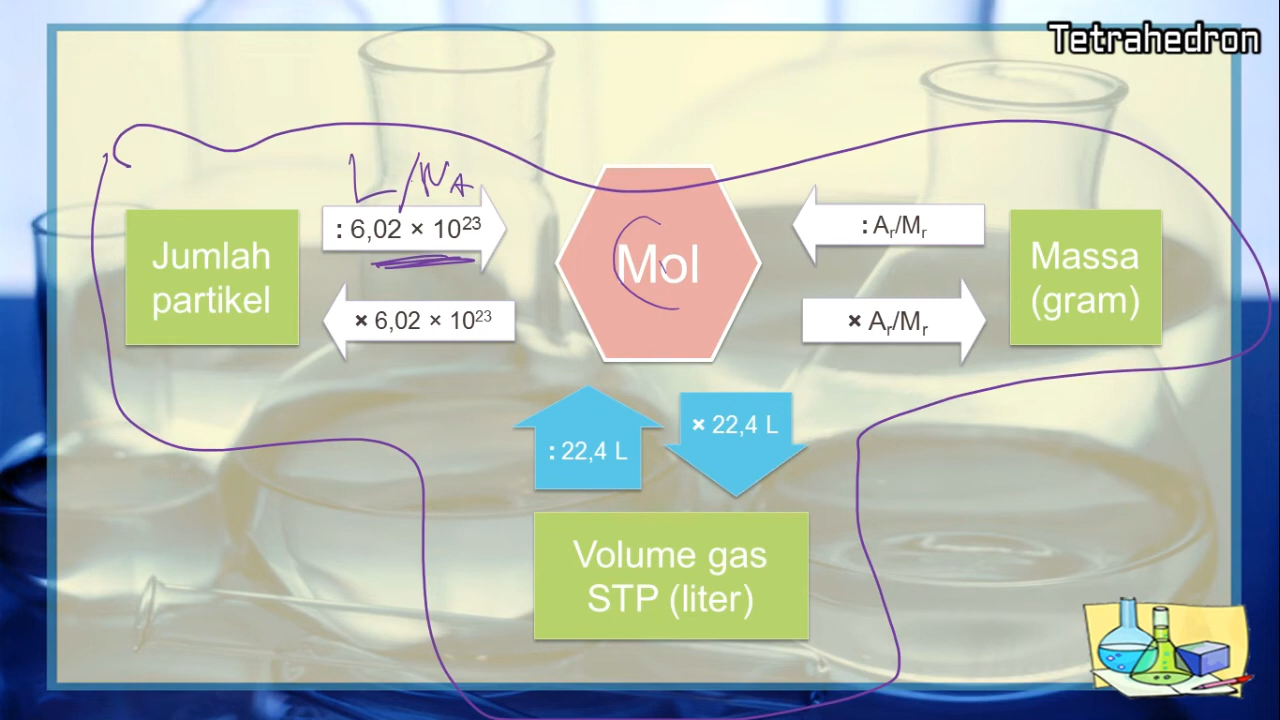 Tetrahedron
L/NA
: 6,02 × 10²³
: Aᵣ/Mᵣ
Jumlah
partikel
Mol
Massa
(gram)
× 6,02 × 10²³
× Aᵣ/Mᵣ
: 22,4 L
× 22,4 L
Volume gas
STP (liter)